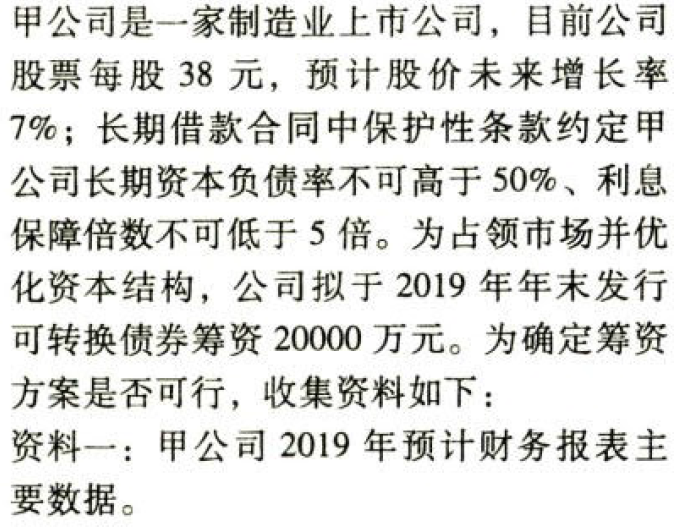 甲公司是一家制造业上市公司，目前公司
股票每股 38 元，预计股价未来增长率
7%；长期借款合同中保护性条款约定甲
公司长期资本负债率不可高于 50%、利息
保障倍数不可低于 5 倍。为占领市场并优
化资本结构，公司拟于 2019 年年末发行
可转换债券筹资 20000 万元。为确定筹资
方案是否可行，收集资料如下：
资料一：甲公司 2019 年预计财务报表主
要数据。